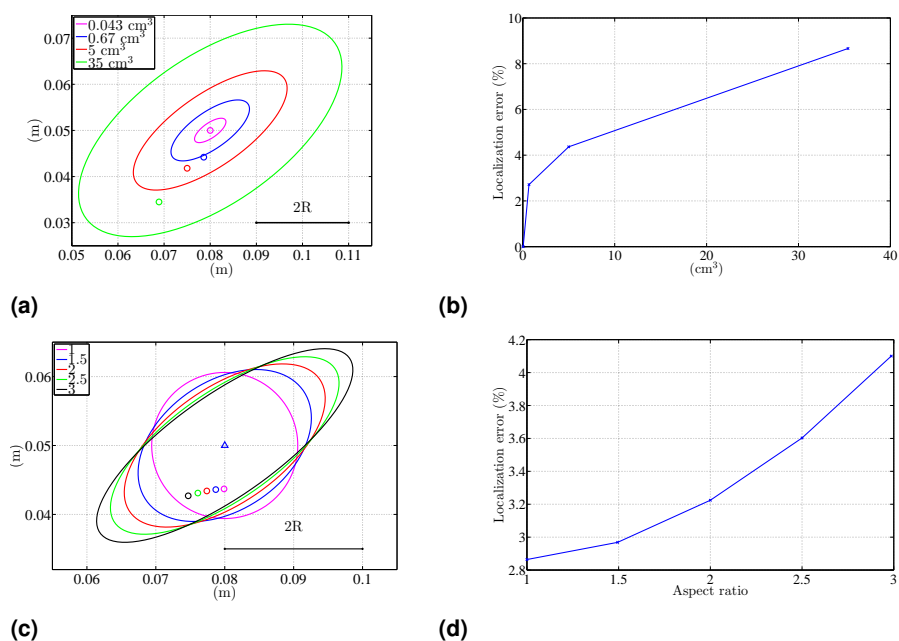 0.043 cm³
0.67 cm³
5 cm³
35 cm³
0.07
0.06
0.05
0.04
0.03
(m)
2R
0.05 0.06 0.07 0.08 0.09 0.1 0.11
(m)
(a)
10
8
6
4
2
0
Localization error (%)
0 10 20 30 40
(cm³)
(b)
1
1.5
2
2.5
3
0.06
0.05
0.04
(m)
2R
0.06 0.07 0.08 0.09 0.1
(m)
(c)
4.2
4
3.8
3.6
3.4
3.2
3
2.8
Localization error (%)
1 1.5 2 2.5 3
Aspect ratio
(d)